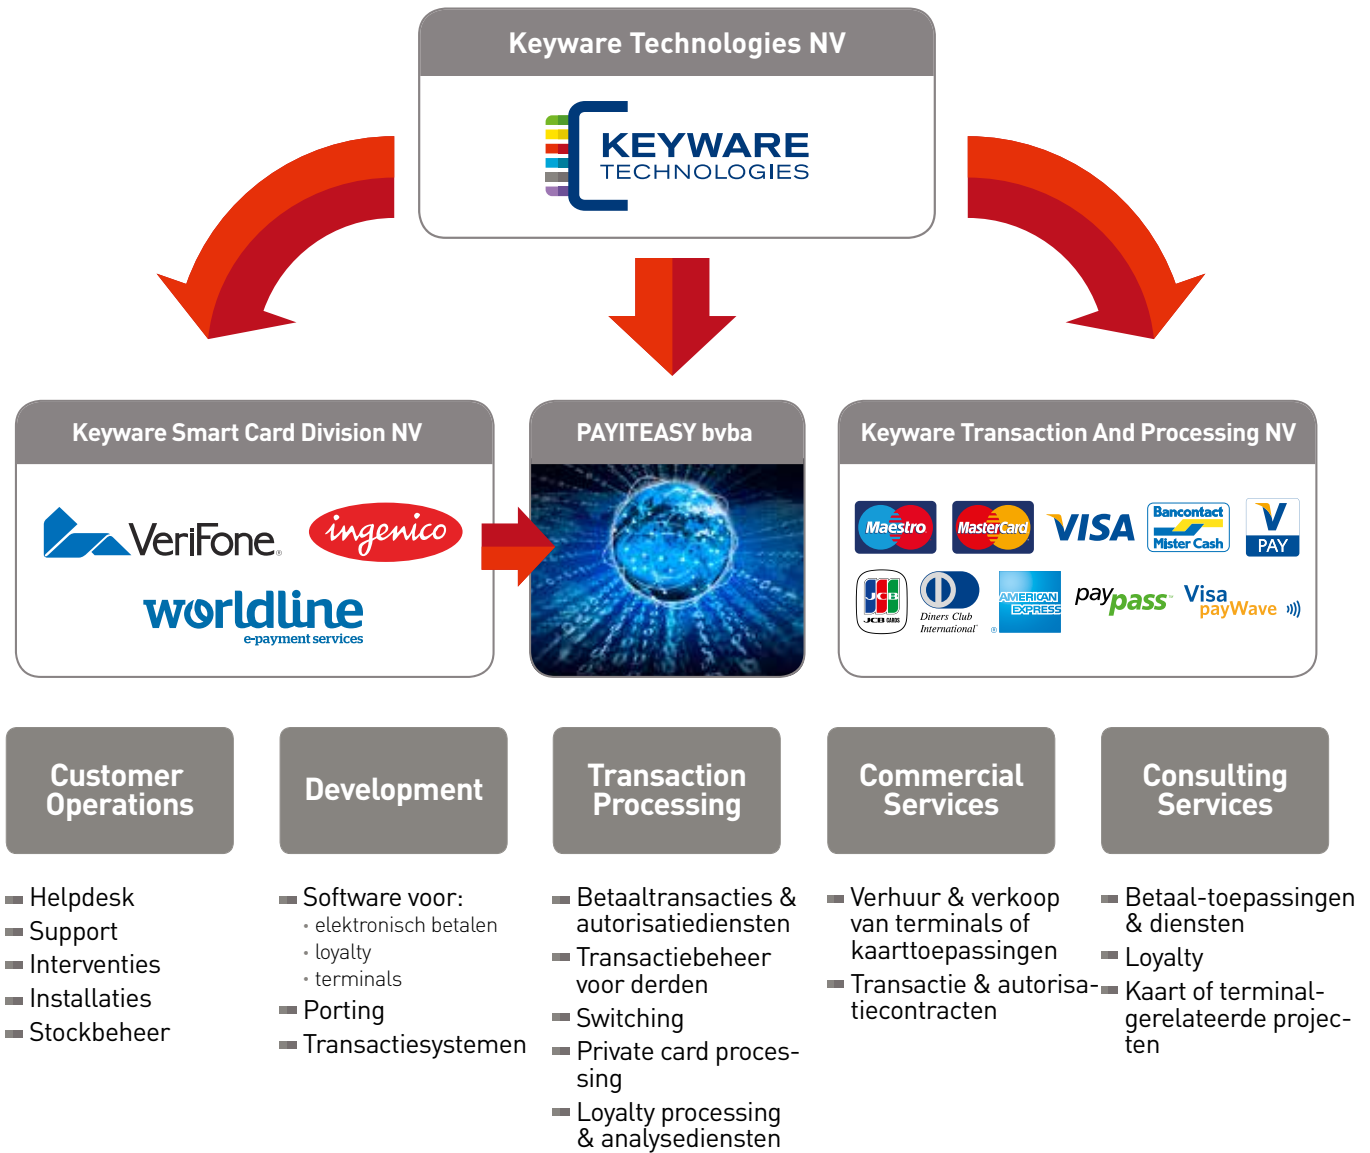 Keyware Technologies NV
KEYWARE
TECHNOLOGIES
Keyware Smart Card Division NV
VeriFone®
ingenico
worldline
e-payment services
PAYITEASY bvba
Keyware Transaction And Processing NV
Maestro
MasterCard
VISA
Bancontact
Mister Cash
V
PAY
JCB
JCB CARDS
Diners Club
International
AMERICAN
EXPRESS
®
paypass™
Visa
payWave
Customer
Operations
Helpdesk
Support
Interventies
Installaties
Stockbeheer
Development
Software voor:
• elektronisch betalen
• loyalty
• terminals
Porting
Transactiesystemen
Transaction
Processing
Betaaltransacties &
autorisatiediensten
Transactiebeheer
voor derden
Switching
Private card proces-
sing
Loyalty processing
& analysediensten
Commercial
Services
Verhuur & verkoop
van terminals of
kaarttoepassingen
Transactie & autorisa-
tiecontracten
Consulting
Services
Betaal-toepassingen
& diensten
Loyalty
Kaart of terminal-
gerelateerde projec-
ten